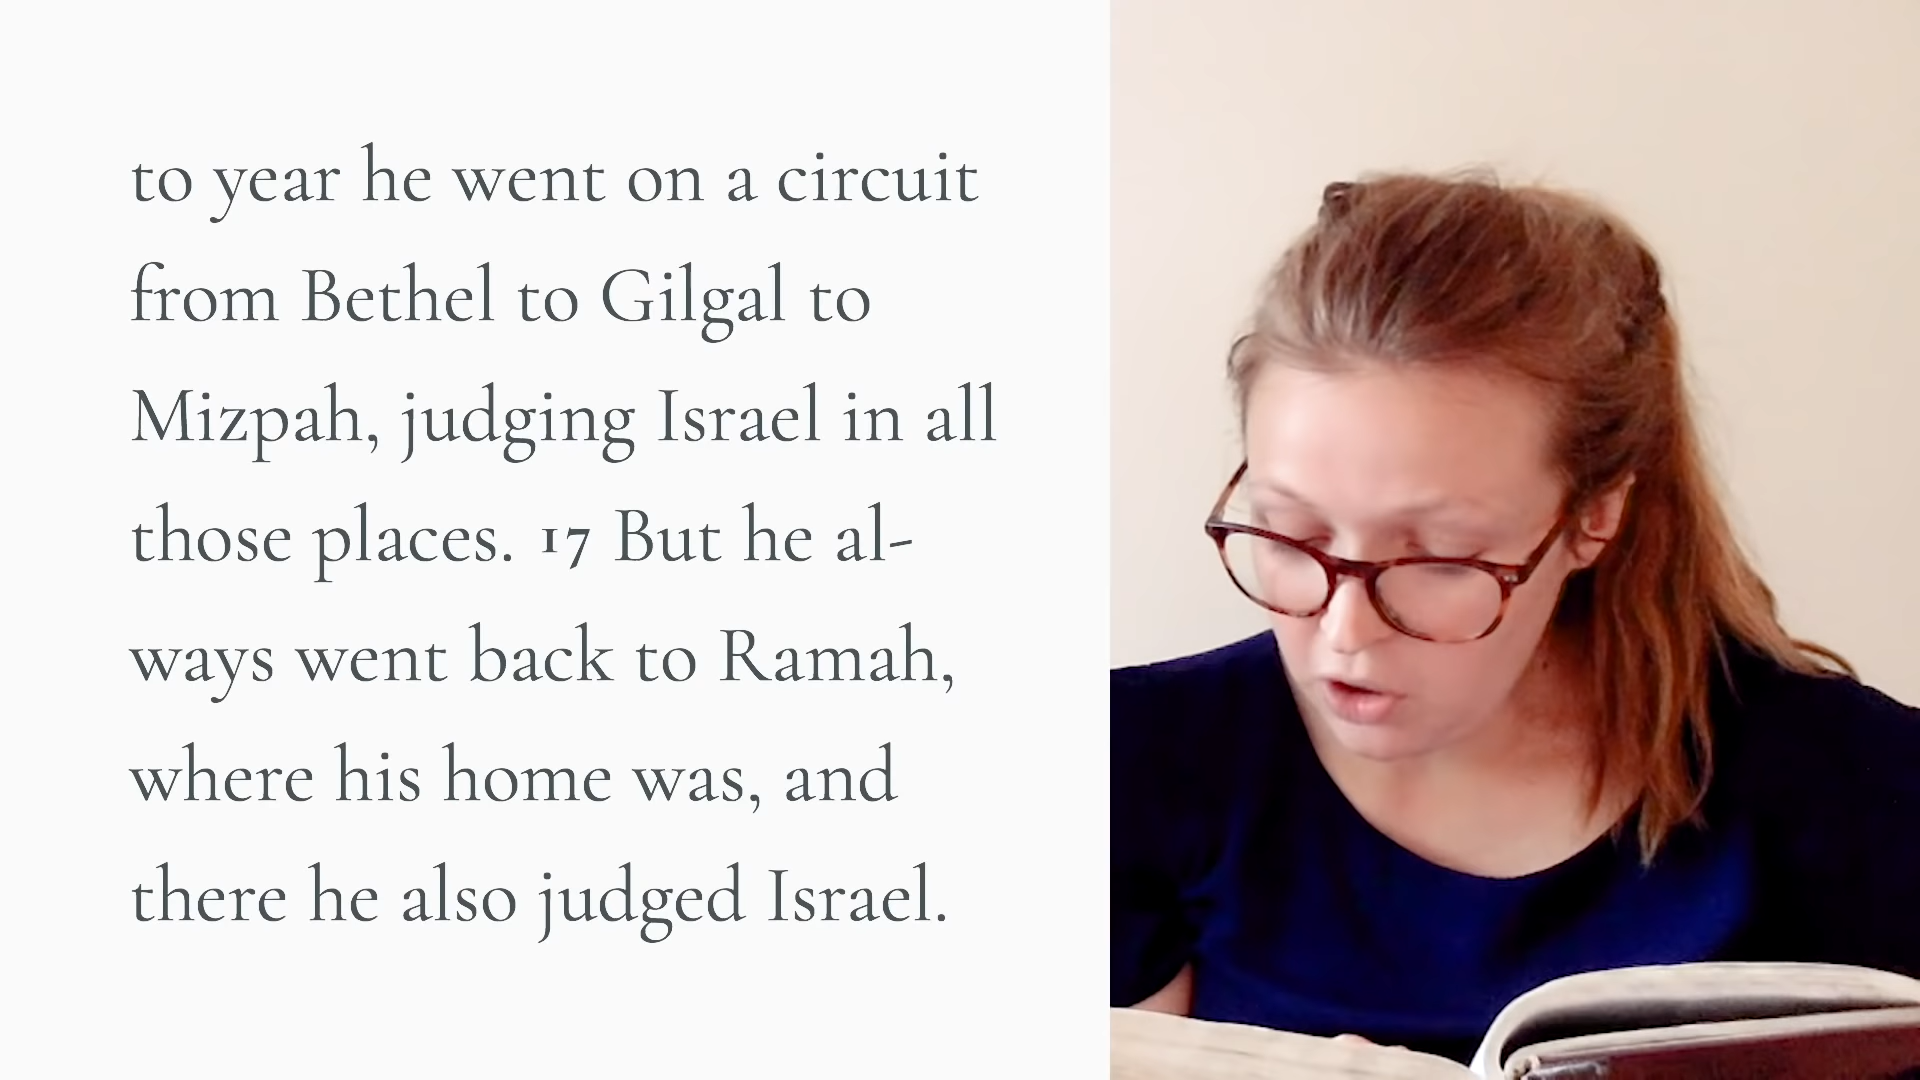 to year he went on a circuit
from Bethel to Gilgal to
Mizpah, judging Israel in all
those places. 17 But he al-
ways went back to Ramah,
where his home was, and
there he also judged Israel.